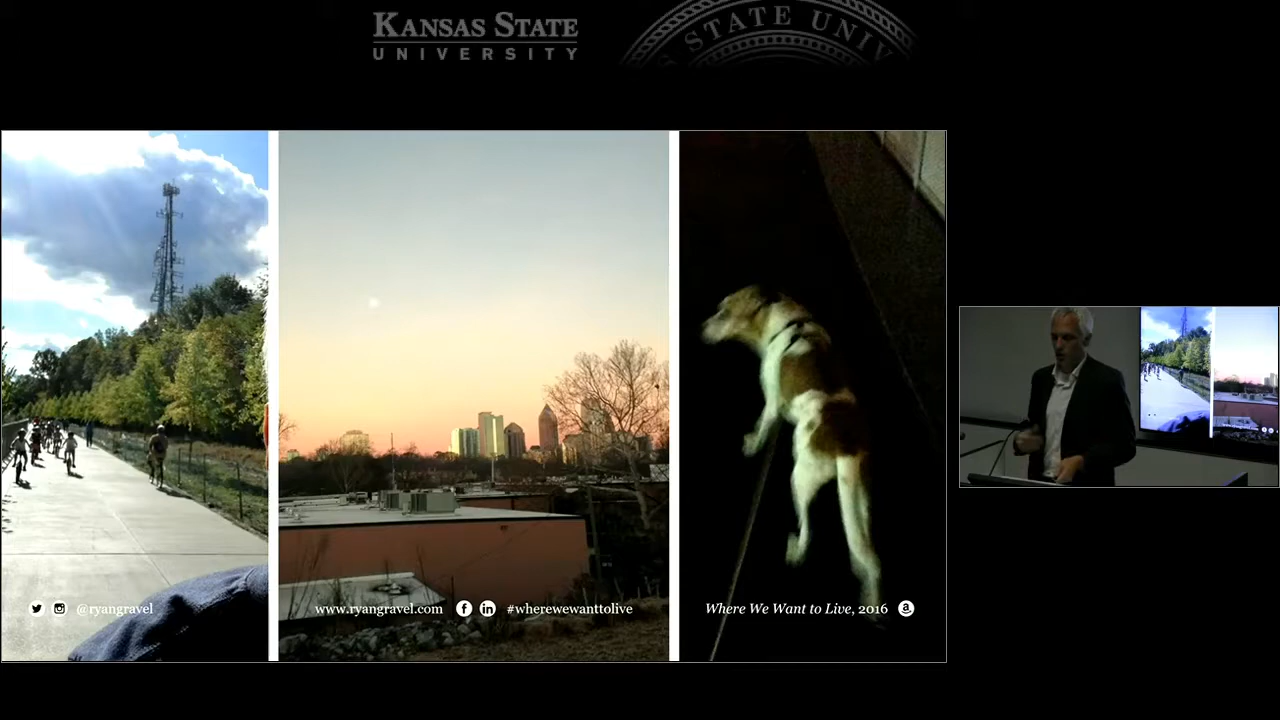 KANSAS STATE
UNIVERSITY
STATE UNIV
@ryangravel
www.ryangravel.com
#wherewewanttolive
Where We Want to Live, 2016